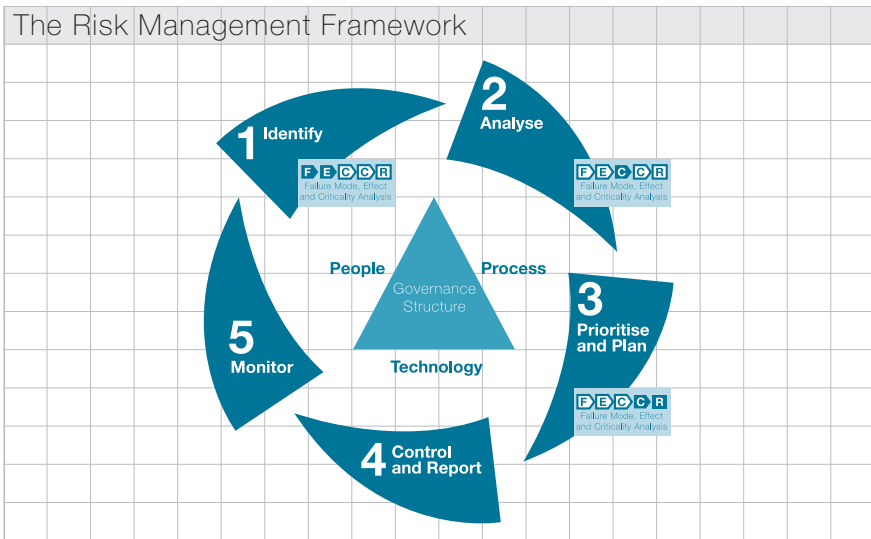 The Risk Management Framework
1 Identify
FECCR
Failure Mode, Effect
and Criticality Analysis
2
Analyse
FECCR
Failure Mode, Effect
and Criticality Analysis
3
Prioritise
and Plan
FECCR
Failure Mode, Effect
and Criticality Analysis
4 Control
and Report
5
Monitor
People
Process
Governance
Structure
Technology